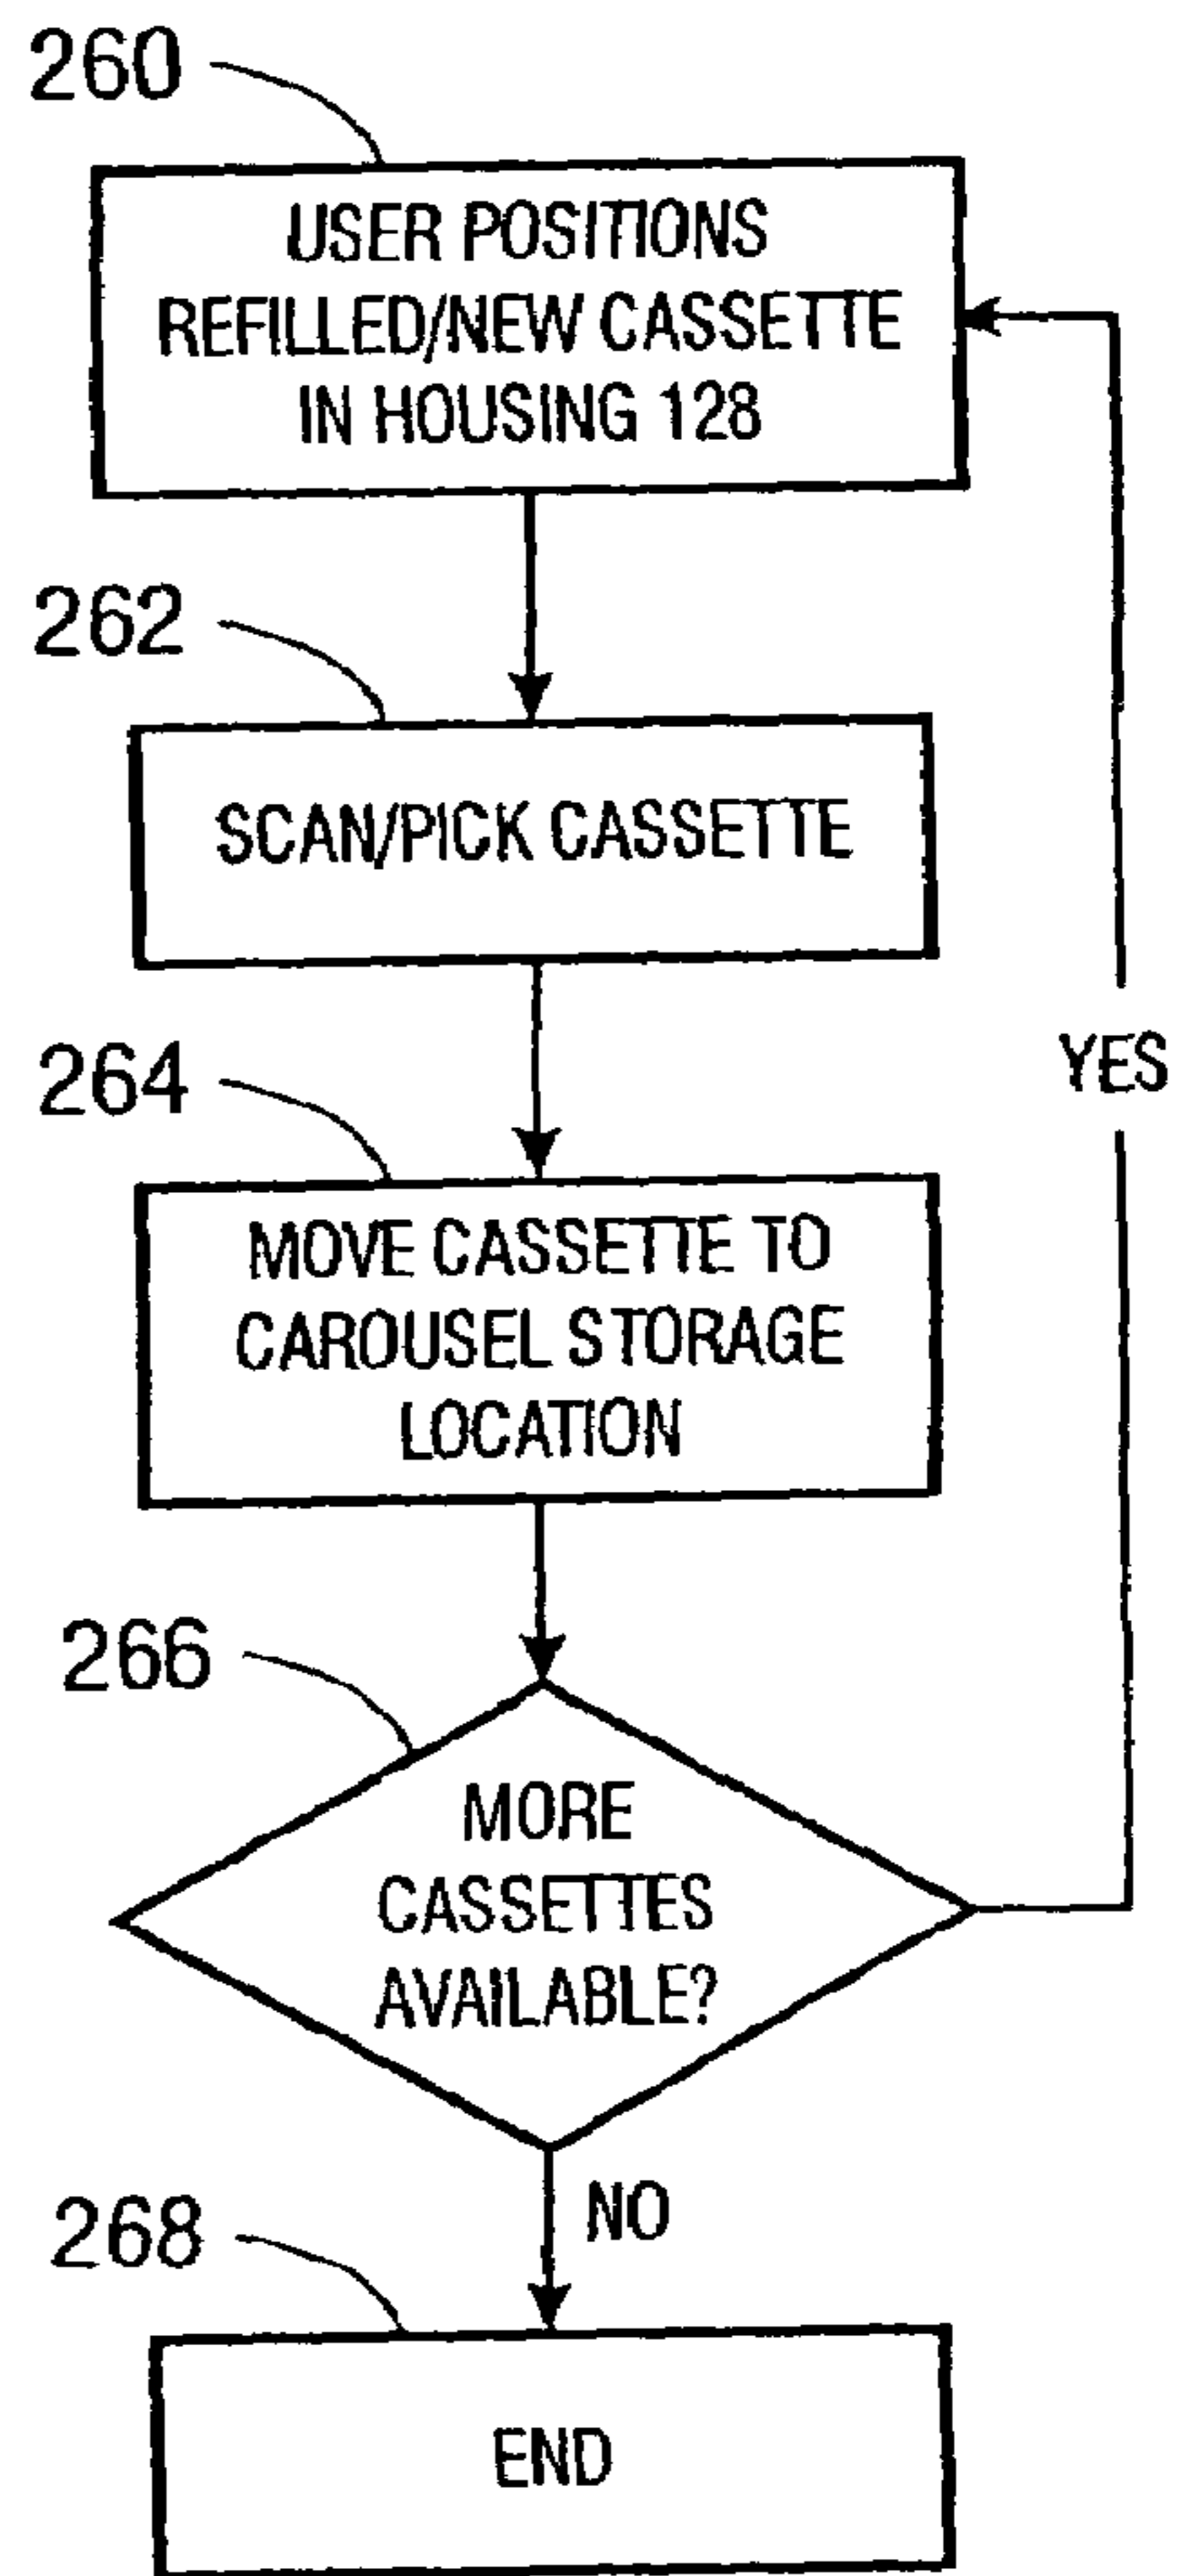 260
USER POSITIONS
REFILLED/NEW CASSETTE
IN HOUSING 128
262
SCAN/PICK CASSETTE
264
MOVE CASSETTE TO
CAROUSEL STORAGE
LOCATION
YES
266
MORE
CASSETTES
AVAILABLE?
NO
268
END